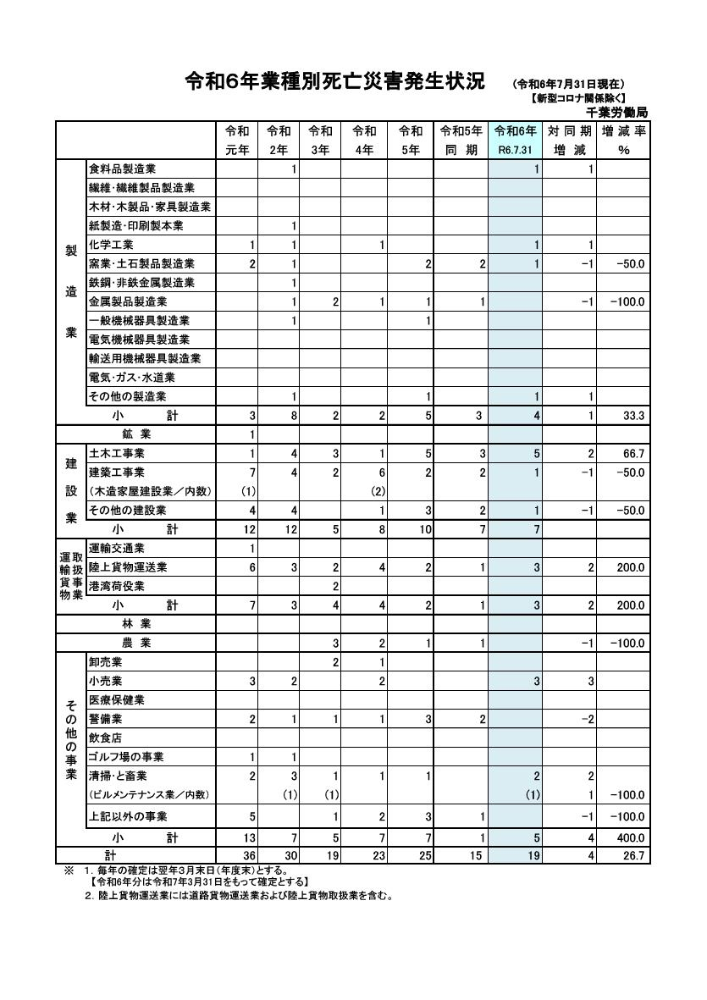 令和６年業種別死亡災害発生状況 （令和6年7月31日現在）
【新型コロナ関係除く】
千葉労働局
令和 令和 令和 令和 令和 令和5年 令和6年 対同期 増減率
元年 2年 3年 4年 5年 同期 R6.7.31 増減 %
製造業
食料品製造業 1 1 1
繊維・繊維製品製造業
木材・木製品・家具製造業
紙製造・印刷製本業 1
化学工業 1 1 1 1 1
窯業・土石製品製造業 2 1 2 2 1 -1 -50.0
鉄鋼・非鉄金属製造業 1
金属製品製造業 1 2 1 1 1 -1 -100.0
一般機械器具製造業 1 1
電気機械器具製造業
輸送用機械器具製造業
電気・ガス・水道業
その他の製造業 1 1 1 1
小計 3 8 2 2 5 3 4 1 33.3
鉱業 1
建設業
土木工事業 1 4 3 1 5 3 5 2 66.7
建築工事業 7 4 2 6 2 2 1 -1 -50.0
（木造家屋建設業／内数） （1） （2）
その他の建設業 4 4 1 3 2 1 -1 -50.0
小計 12 12 5 8 10 7 7
運輸貨物取扱事業
運輸交通業 1
陸上貨物運送業 6 3 2 4 2 1 3 2 200.0
港湾荷役業 2
小計 7 3 4 4 2 1 3 2 200.0
林業
農業 3 2 1 1 -1 -100.0
その他の事業
卸売業 2 1
小売業 3 2 2 3 3
医療保健業
警備業 2 1 1 1 3 2 -2
飲食店
ゴルフ場の事業 1 1
清掃・と畜業 2 3 1 1 1 2 2
（ビルメンテナンス業／内数） （1） （1） （1） 1 -100.0
上記以外の事業 5 1 2 3 1 -1 -100.0
小計 13 7 5 7 7 1 5 4 400.0
計 36 30 19 23 25 15 19 4 26.7
※ １．毎年の確定は翌年３月末日（年度末）とする。
【令和6年分は令和7年3月31日をもって確定とする】
２．陸上貨物運送業には道路貨物運送業および陸上貨物取扱業を含む。